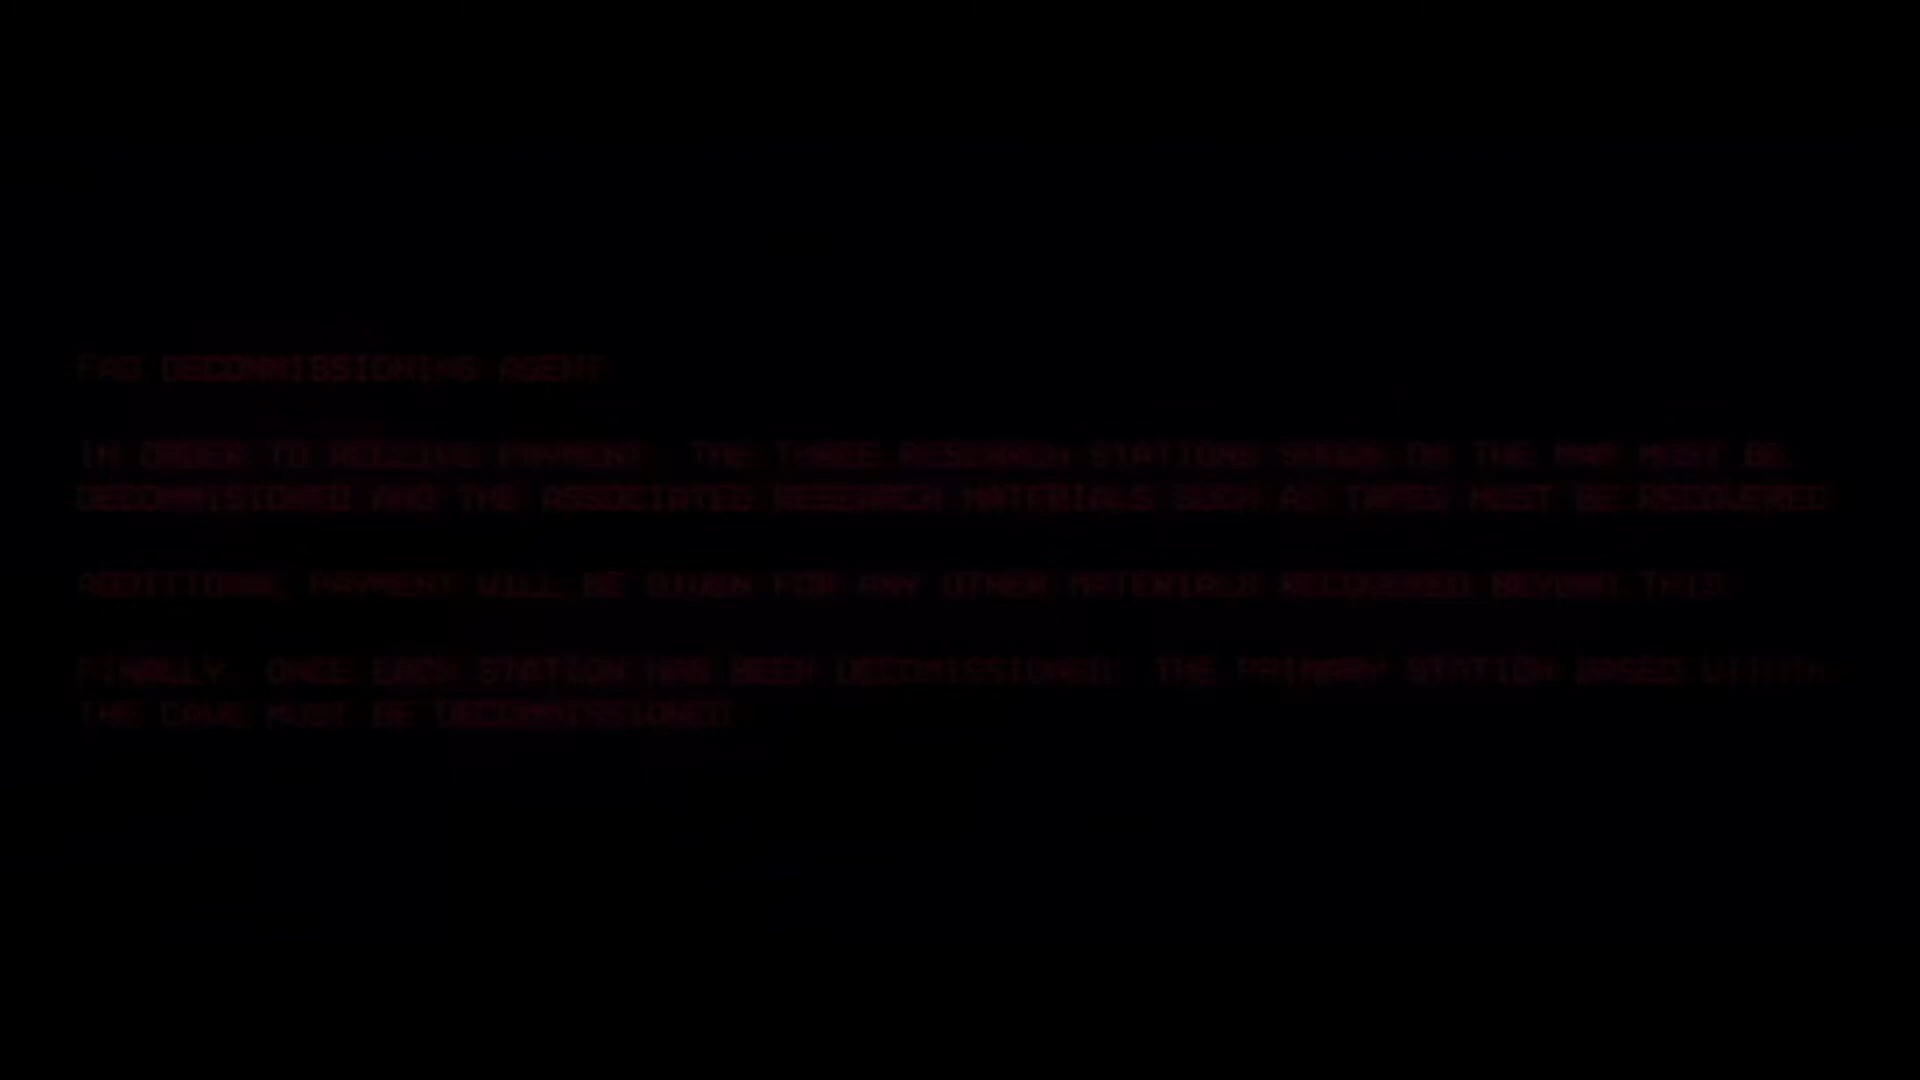 FAO DECOMMISSIONING AGENT
IN ORDER TO RECEIVE PAYMENT, THE THREE RESEARCH STATIONS SHOWN ON THE MAP MUST BE
DECOMMISIONED AND THE ASSOCIATED RESEARCH MATERIALS SUCH AS TAPES MUST BE RECOVERED
ADDITIONAL PAYMENT WILL BE GIVEN FOR ANY OTHER MATERIALS RECOVERED BEYOND THIS
FINALLY, ONCE EACH STATION HAS BEEN DECOMISSIONED, THE PRIMARY STATION BASED WITHIN
THE CAVE MUST BE DECOMMISSIONED